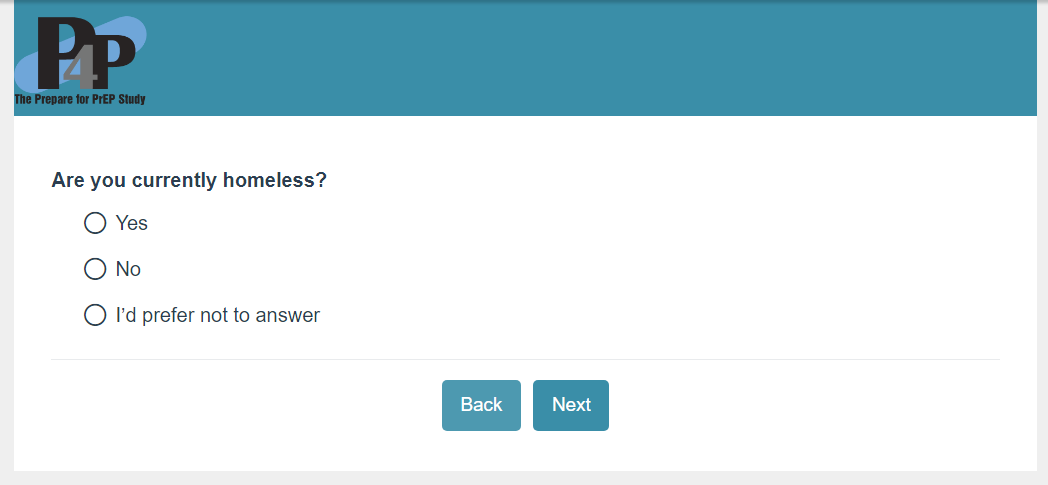 P4P
The Prepare for PrEP Study
Are you currently homeless?
Yes
No
I’d prefer not to answer
Back Next